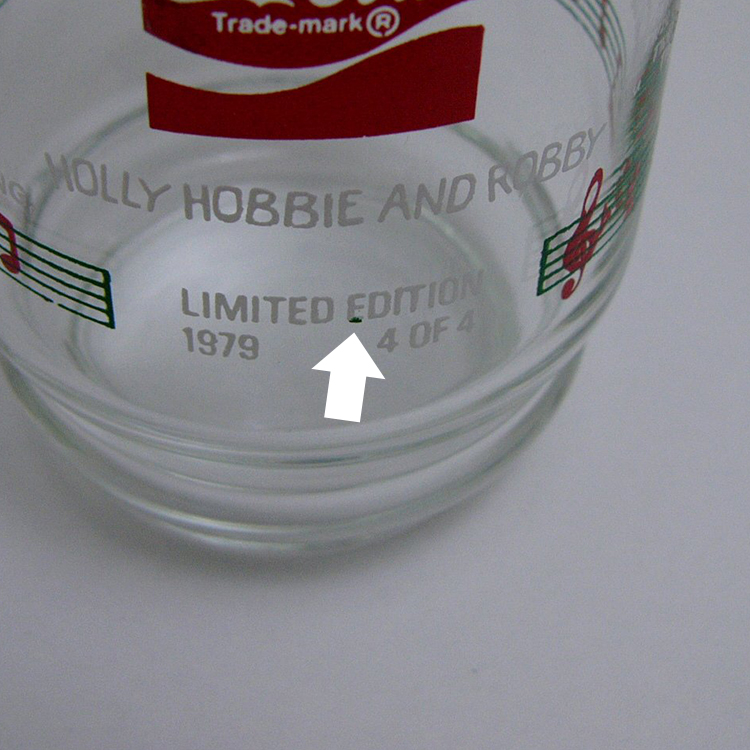 Trade-mark®
HOLLY HOBBIE AND ROBBY
LIMITED EDITION
1979 4 OF 4